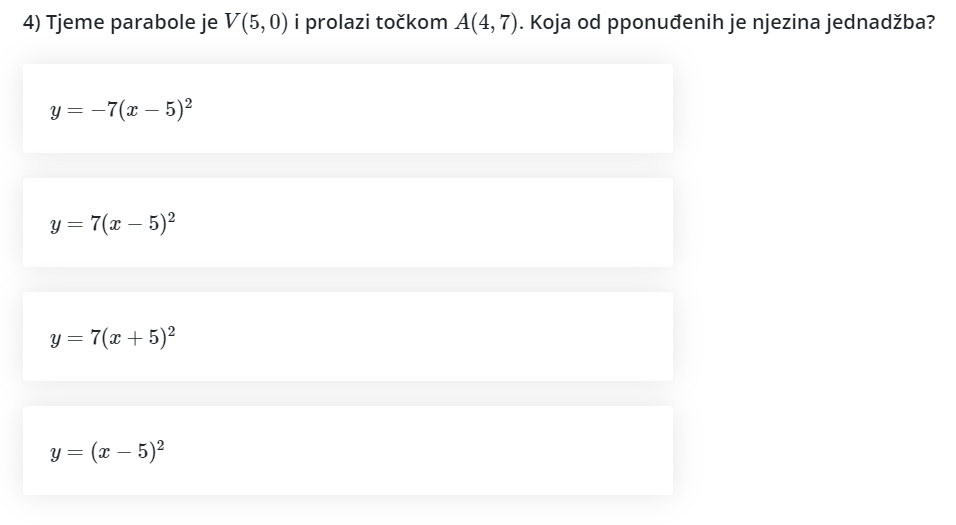 4) Tjeme parabole je V(5, 0) i prolazi točkom A(4, 7). Koja od pponuđenih je njezina jednadžba?
y = −7(x − 5)²
y = 7(x − 5)²
y = 7(x + 5)²
y = (x − 5)²